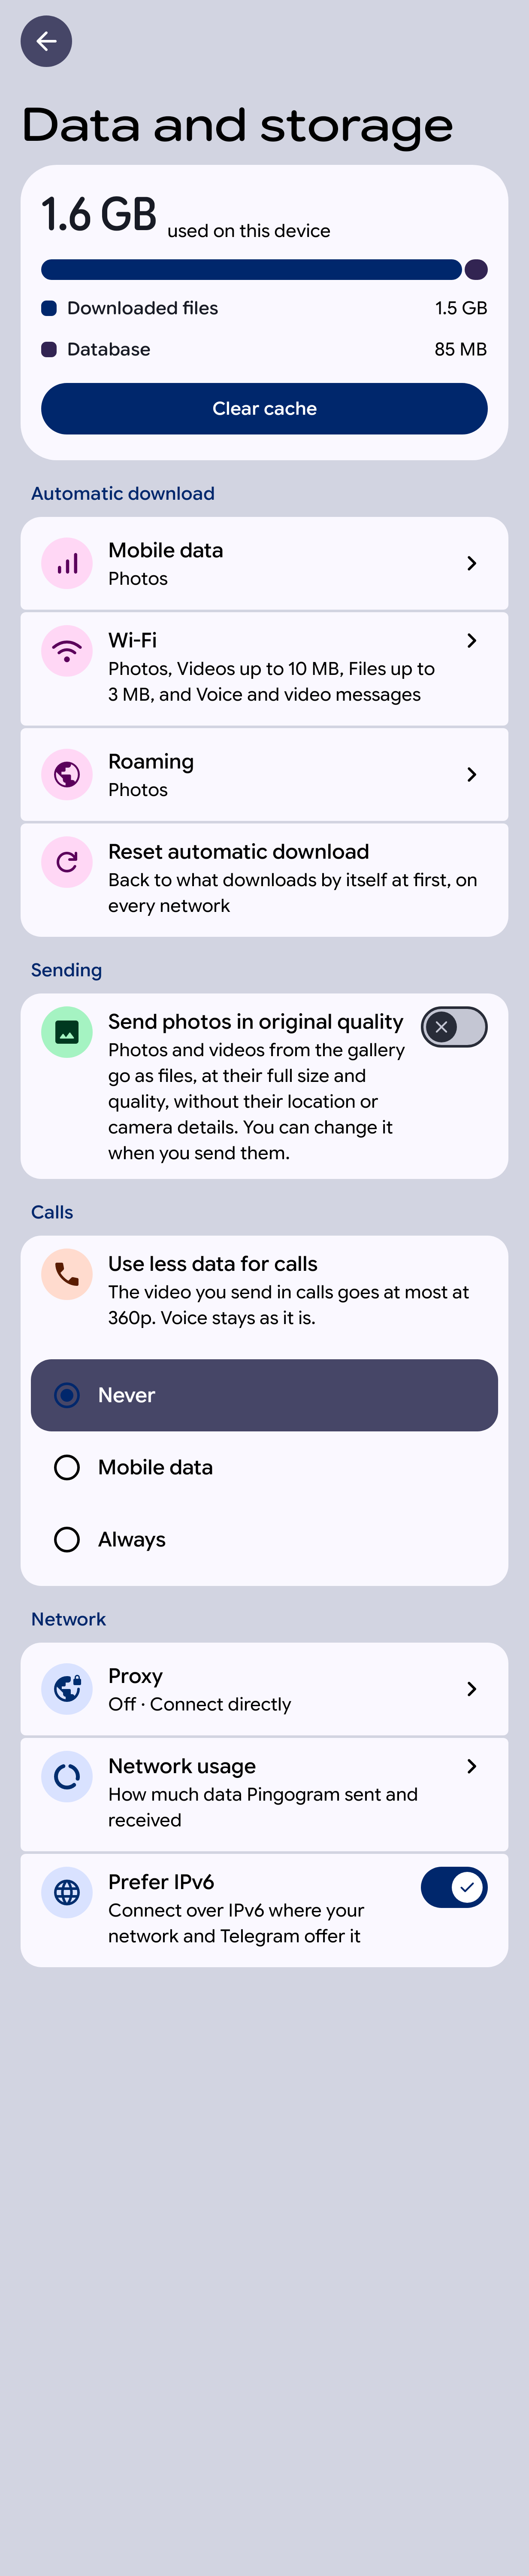 Data and storage
1.6 GB used on this device
Downloaded files 1.5 GB
Database 85 MB
Clear cache
Automatic download
Mobile data
Photos
Wi-Fi
Photos, Videos up to 10 MB, Files up to
3 MB, and Voice and video messages
Roaming
Photos
Reset automatic download
Back to what downloads by itself at first, on
every network
Sending
Send photos in original quality
Photos and videos from the gallery
go as files, at their full size and
quality, without their location or
camera details. You can change it
when you send them.
Calls
Use less data for calls
The video you send in calls goes at most at
360p. Voice stays as it is.
Never
Mobile data
Always
Network
Proxy
Off · Connect directly
Network usage
How much data Pingogram sent and
received
Prefer IPv6
Connect over IPv6 where your
network and Telegram offer it